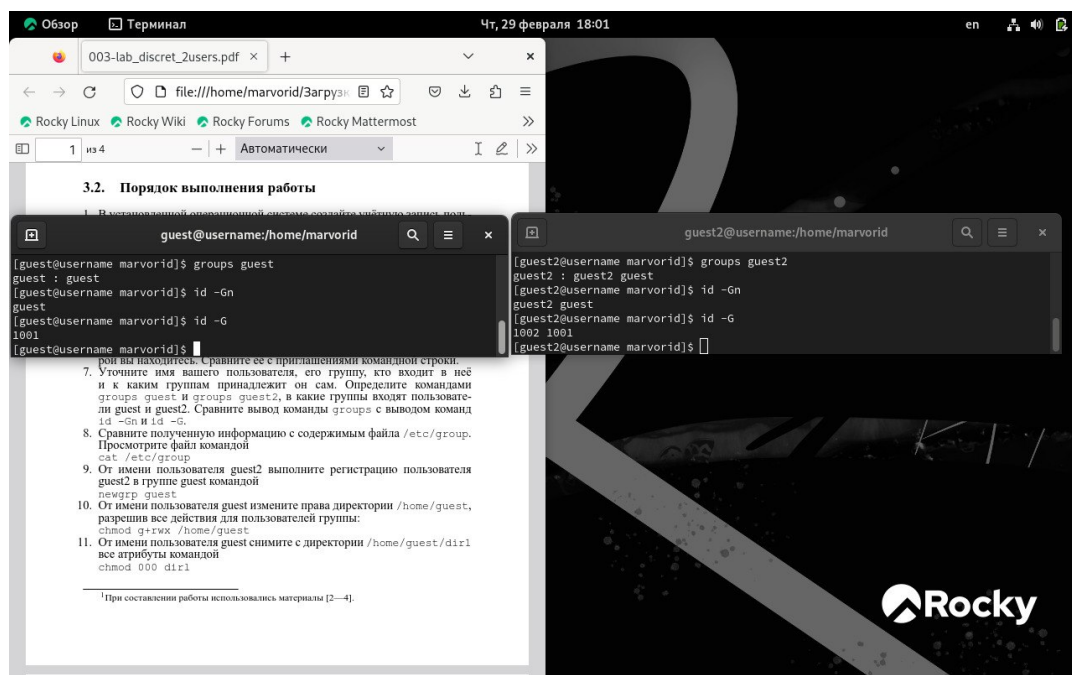 Обзор
Терминал
Чт, 29 февраля 18:01
en
003-lab_discret_2users.pdf × +
file:///home/marvorid/Загрузк
Rocky Linux Rocky Wiki Rocky Forums Rocky Mattermost
1 из 4
Автоматически
3.2. Порядок выполнения работы
1. В установленной операционной системе создайте учётную запись поль-
guest@username:/home/marvorid
[guest@username marvorid]$ groups guest
guest : guest
[guest@username marvorid]$ id -Gn
guest
[guest@username marvorid]$ id -G
1001
[guest@username marvorid]$
guest2@username:/home/marvorid
[guest2@username marvorid]$ groups guest2
guest2 : guest2 guest
[guest2@username marvorid]$ id -Gn
guest2 guest
[guest2@username marvorid]$ id -G
1002 1001
[guest2@username marvorid]$
рой вы находитесь. Сравните её с приглашениями командной строки.
7. Уточните имя вашего пользователя, его группу, кто входит в неё
и к каким группам принадлежит он сам. Определите командами
groups guest и groups guest2, в какие группы входят пользовате-
ли guest и guest2. Сравните вывод команды groups с выводом команд
id -Gn и id -G.
8. Сравните полученную информацию с содержимым файла /etc/group.
Просмотрите файл командой
cat /etc/group
9. От имени пользователя guest2 выполните регистрацию пользователя
guest2 в группе guest командой
newgrp guest
10. От имени пользователя guest измените права директории /home/guest,
разрешив все действия для пользователей группы:
chmod g+rwx /home/guest
11. От имени пользователя guest снимите с директории /home/guest/dir1
все атрибуты командой
chmod 000 dir1
1При составлении работы использовались материалы [2—4].
Rocky